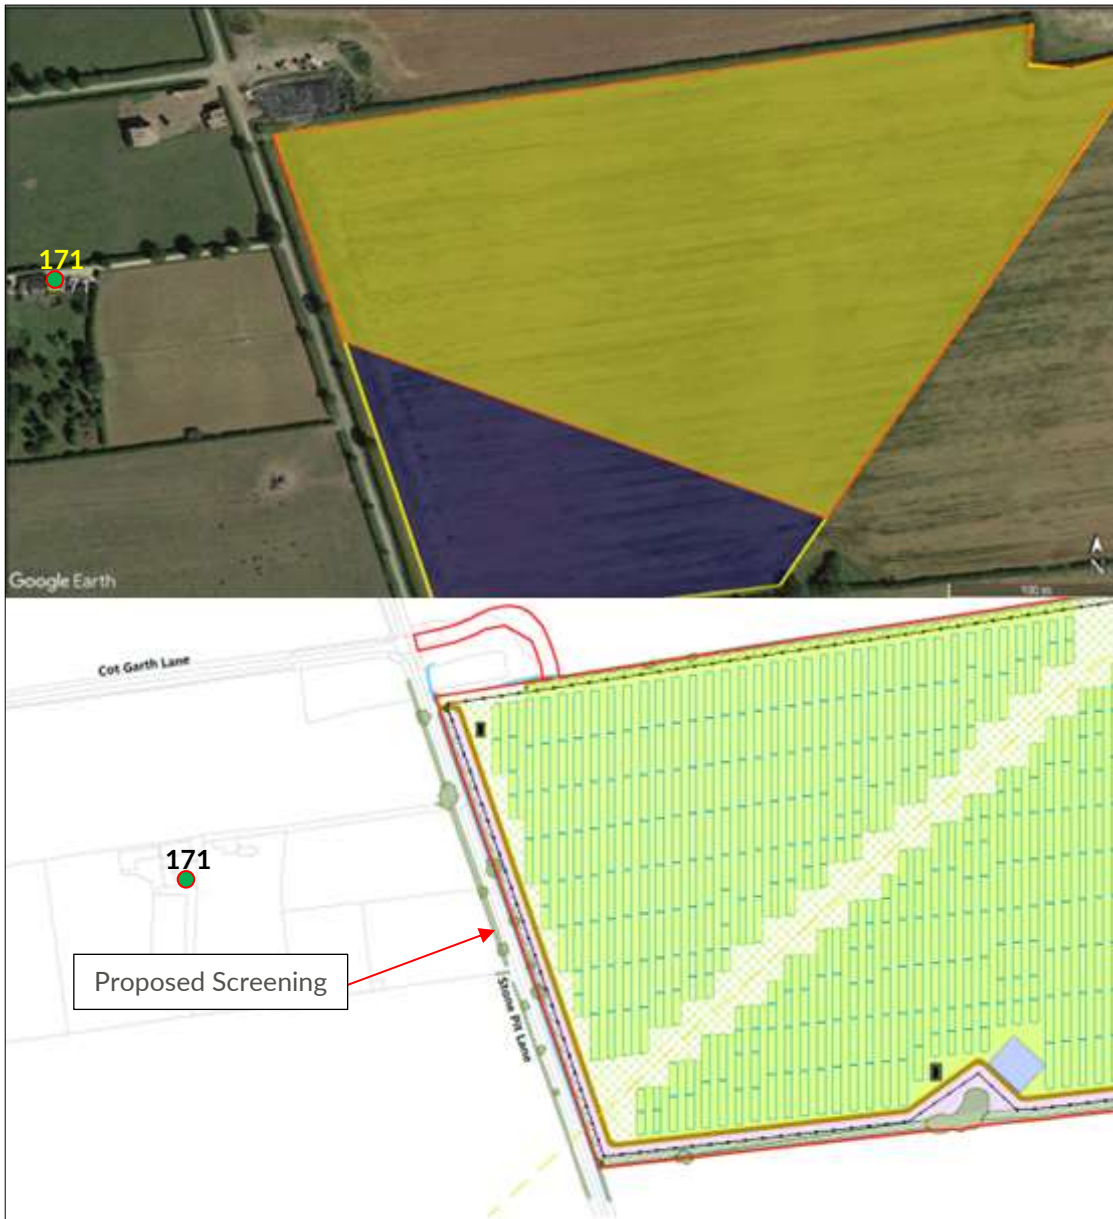 171
Google Earth
N
100 m
Cot Garth Lane
171
Proposed Screening
Stone Pit Lane